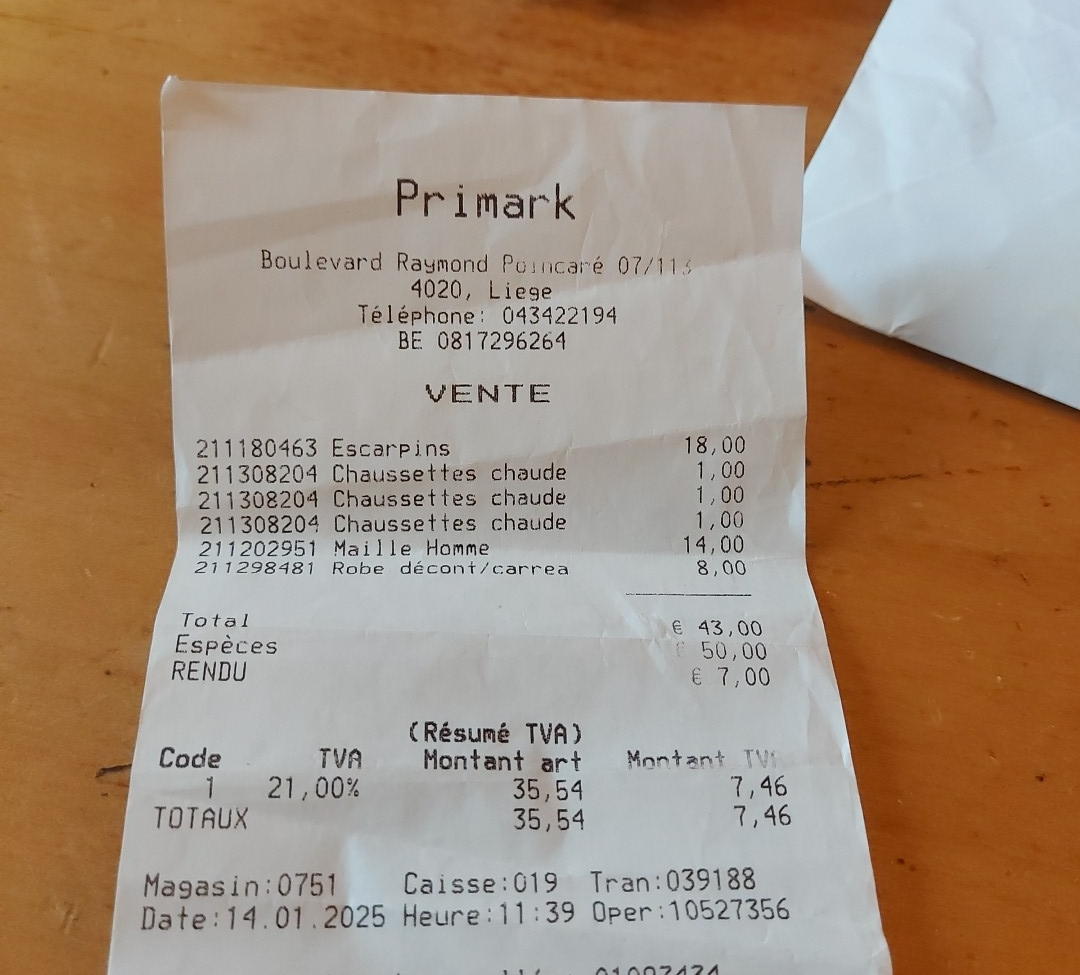 Primark
Boulevard Raymond Poincaré 07/113
4020, Liege
Téléphone: 043422194
BE 0817296264
VENTE
211180463 Escarpins 18,00
211308204 Chaussettes chaude 1,00
211308204 Chaussettes chaude 1,00
211308204 Chaussettes chaude 1,00
211202951 Maille Homme 14,00
211298481 Robe décont/carrea 8,00
Total € 43,00
Espèces € 50,00
RENDU € 7,00
(Résumé TVA)
Code TVA Montant art Montant TVA
1 21,00% 35,54 7,46
TOTAUX 35,54 7,46
Magasin:0751 Caisse:019 Tran:039188
Date:14.01.2025 Heure:11:39 Oper:10527356